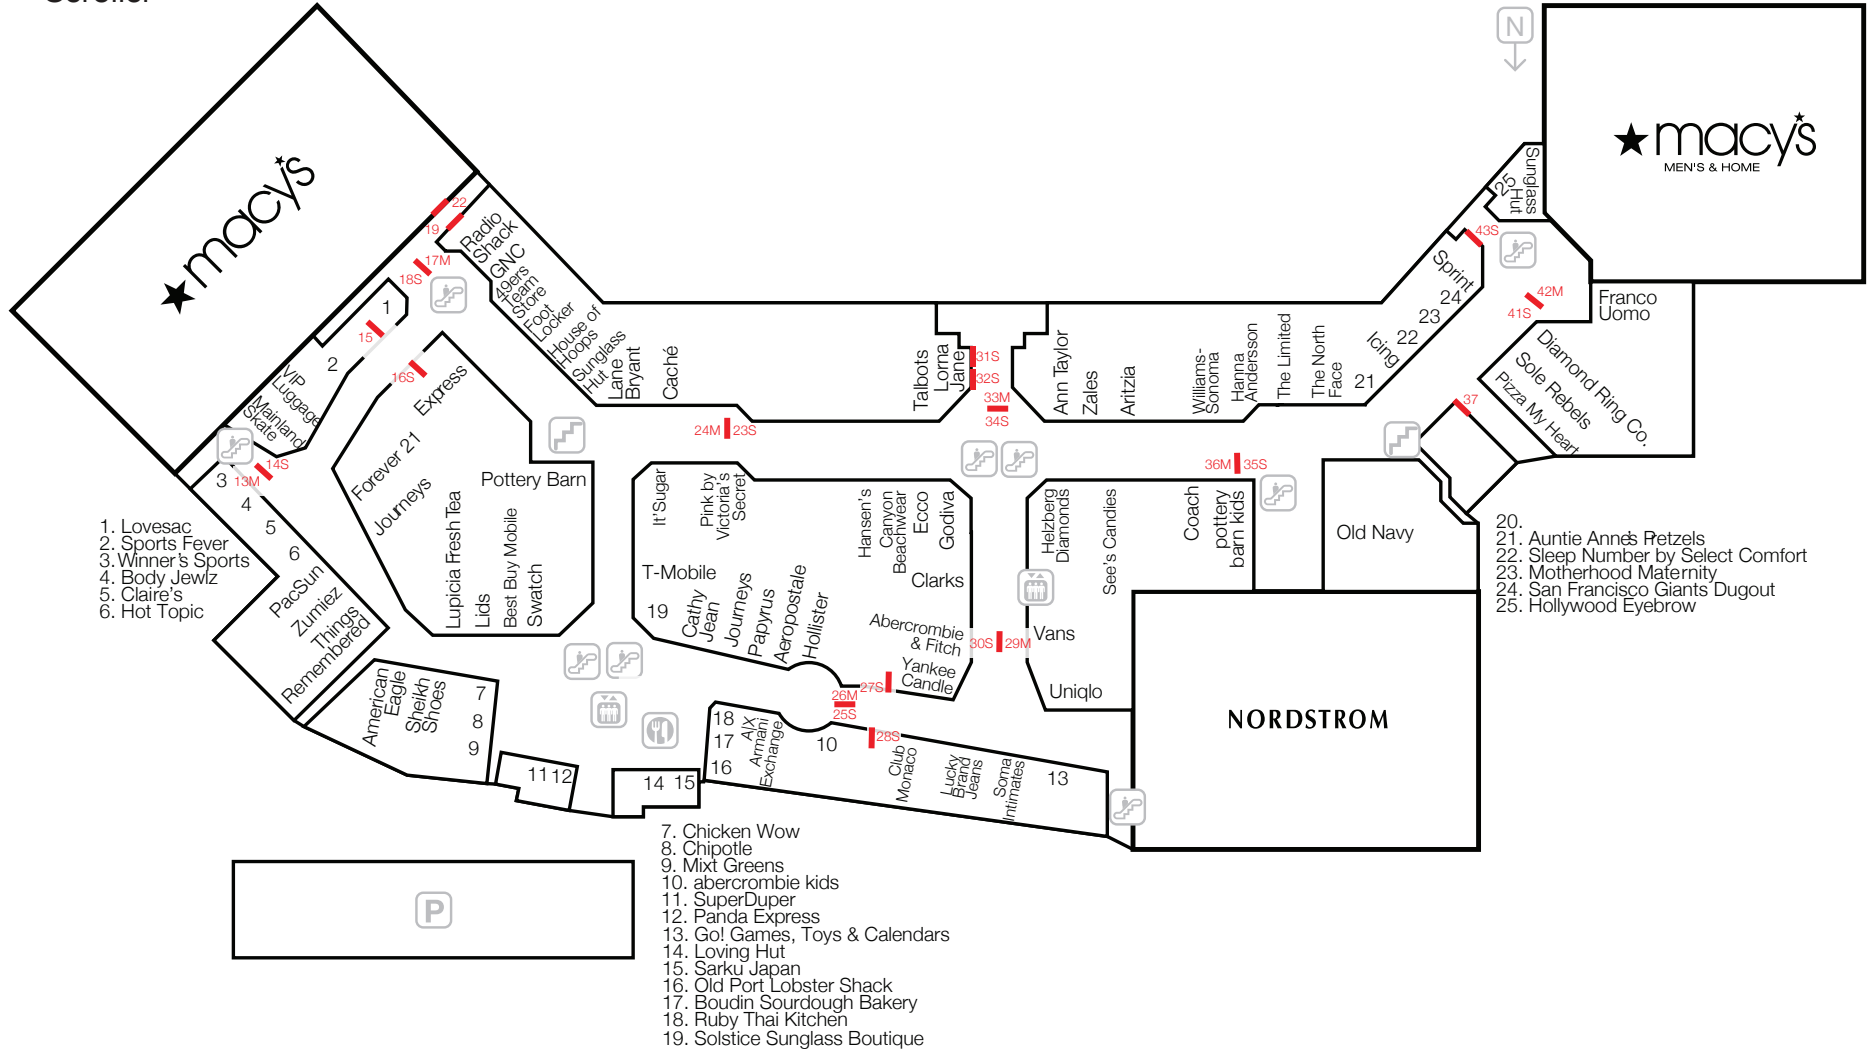 N
macy's
macy's
MEN'S & HOME
25
Sunglass
Hut
22
19
17M
18S
Radio
Shack
GNC
49ers
Team
Store
Foot
Locker
House of
Hoops
Sunglass
Hut
Lane
Bryant
Caché
Talbots
Lorna
Jane
31S
32S
33M
34S
Ann Taylor
Zales
Aritzia
Williams-
Sonoma
Hanna
Andersson
The Limited
The North
Face
21
Icing
22
23
24
Sprint
43S
42M
41S
Franco
Uomo
Diamond Ring Co.
Sole Rebels
Pizza My Heart
37
1
15
2
16S
VIP
Luggage
Mainland
Skate
14S
13M
3
4
5
6
PacSun
Zumiez
Things
Remembered
Express
Forever 21
Journeys
Lupicia Fresh Tea
Lids
Best Buy Mobile
Swatch
Pottery Barn
24M
23S
It'Sugar
Pink by
Victoria's
Secret
Hansen's
Canyon
Beachwear
Ecco
Godiva
Clarks
T-Mobile
19
Cathy
Jean
Journeys
Papyrus
Aeropostale
Hollister
Abercrombie
& Fitch
Yankee
Candle
30S
29M
27S
26M
25S
28S
Helzberg
Diamonds
See's Candies
Coach
pottery
barn kids
36M
35S
Vans
Uniqlo
Old Navy
NORDSTROM
American
Eagle
Sheikh
Shoes
7
8
9
11
12
14
15
18
17
16
A|X
Armani
Exchange
10
Club
Monaco
Lucky
Brand
Jeans
Soma
Intimates
13
P
1. Lovesac
2. Sports Fever
3. Winner's Sports
4. Body Jewlz
5. Claire's
6. Hot Topic
7. Chicken Wow
8. Chipotle
9. Mixt Greens
10. abercrombie kids
11. SuperDuper
12. Panda Express
13. Go! Games, Toys & Calendars
14. Loving Hut
15. Sarku Japan
16. Old Port Lobster Shack
17. Boudin Sourdough Bakery
18. Ruby Thai Kitchen
19. Solstice Sunglass Boutique
20.
21. Auntie Anne's Pretzels
22. Sleep Number by Select Comfort
23. Motherhood Maternity
24. San Francisco Giants Dugout
25. Hollywood Eyebrow